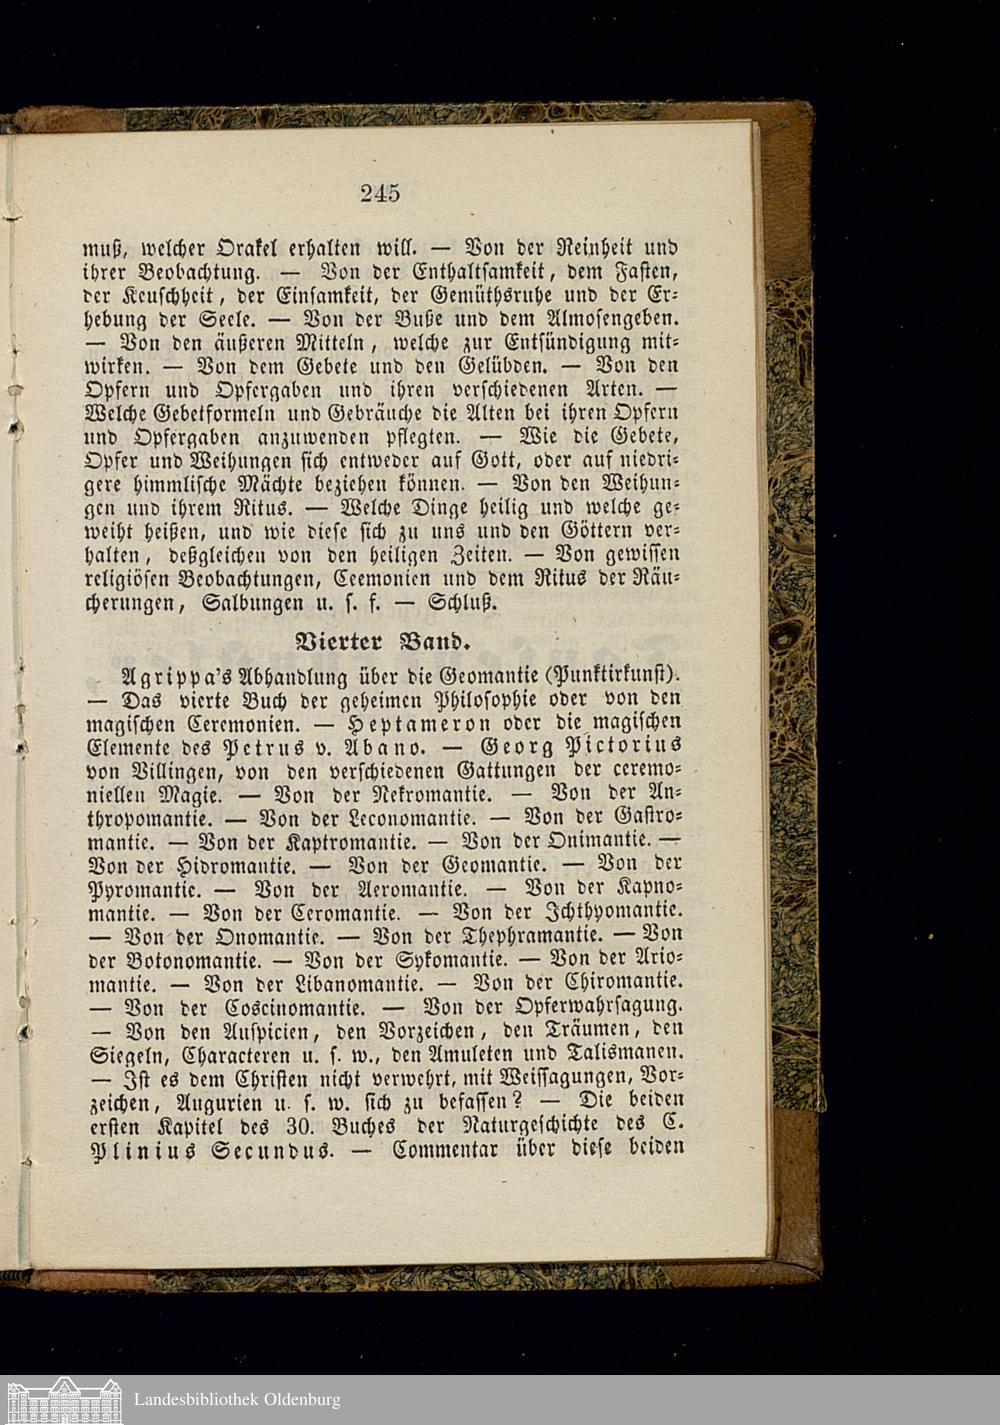 245
muß, welcher Orakel erhalten will. — Von der Reinheit und
ihrer Beobachtung. — Von der Enthaltsamkeit, dem Fasten,
der Keuschheit, der Einsamkeit, der Gemüthsruhe und der Er-
hebung der Seele. — Von der Buße und dem Almosengeben.
— Von den äußeren Mitteln, welche zur Entsündigung mit-
wirken. — Von dem Gebete und den Gelübden. — Von den
Opfern und Opfergaben und ihren verschiedenen Arten. —
Welche Gebetformeln und Gebräuche die Alten bei ihren Opfern
und Opfergaben anzuwenden pflegten. — Wie die Gebete,
Opfer und Weihungen sich entweder auf Gott, oder auf niedri-
gere himmlische Mächte beziehen können. — Von den Weihun-
gen und ihrem Ritus. — Welche Dinge heilig und welche ge-
weiht heißen, und wie diese sich zu uns und den Göttern ver-
halten, deßgleichen von den heiligen Zeiten. — Von gewissen
religiösen Beobachtungen, Ceemonien und dem Ritus der Räu-
cherungen, Salbungen u. s. f. — Schluß.
Vierter Band.
Agrippa's Abhandlung über die Geomantie (Punktirkunst).
— Das vierte Buch der geheimen Philosophie oder von den
magischen Ceremonien. — Heptameron oder die magischen
Elemente des Petrus v. Abano. — Georg Pictorius
von Villingen, von den verschiedenen Gattungen der ceremo-
niellen Magie. — Von der Nekromantie. — Von der An-
thropomantie. — Von der Leconomantie. — Von der Gastro-
mantie. — Von der Kaptromantie. — Von der Onimantie. —
Von der Hidromantie. — Von der Geomantie. — Von der
Pyromantie. — Von der Aeromantie. — Von der Kapno-
mantie. — Von der Ceromantie. — Von der Ichthyomantie.
— Von der Onomantie. — Von der Thephramantie. — Von
der Botonomantie. — Von der Sykomantie. — Von der Ario-
mantie. — Von der Libanomantie. — Von der Chiromantie.
— Von der Coscinomantie. — Von der Opferwahrsagung.
— Von den Auspicien, den Vorzeichen, den Träumen, den
Siegeln, Characteren u. s. w., den Amuleten und Talismanen.
— Ist es dem Christen nicht verwehrt, mit Weissagungen, Vor-
zeichen, Augurien u. s. w. sich zu befassen? — Die beiden
ersten Kapitel des 30. Buches der Naturgeschichte des C.
Plinius Secundus. — Commentar über diese beiden
Landesbibliothek Oldenburg